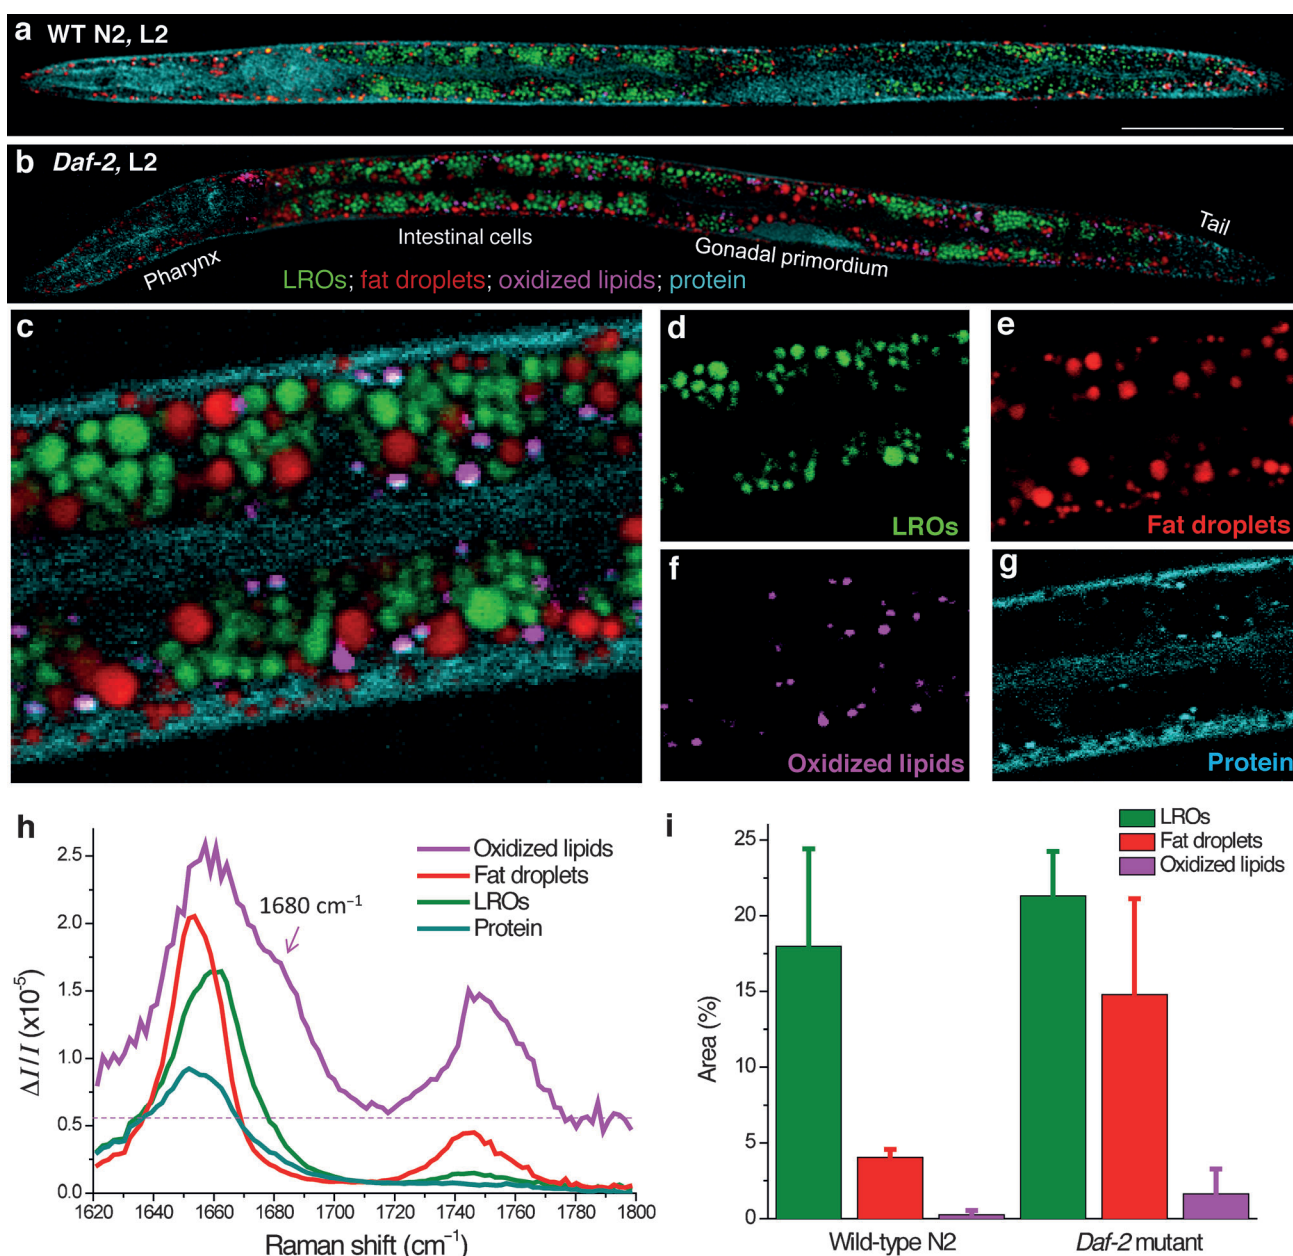 a WT N2, L2
b Daf-2, L2
Pharynx
Intestinal cells
Gonadal primordium
Tail
LROs; fat droplets; oxidized lipids; protein
c
d
LROs
e
Fat droplets
f
Oxidized lipids
g
Protein
h
Oxidized lipids
Fat droplets
LROs
Protein
1680 cm⁻¹
ΔI/I (x10⁻⁵)
2.5
2.0
1.5
1.0
0.5
0.0
1620 1640 1660 1680 1700 1720 1740 1760 1780 1800
Raman shift (cm⁻¹)
i
LROs
Fat droplets
Oxidized lipids
Area (%)
25
20
15
10
5
0
Wild-type N2 Daf-2 mutant